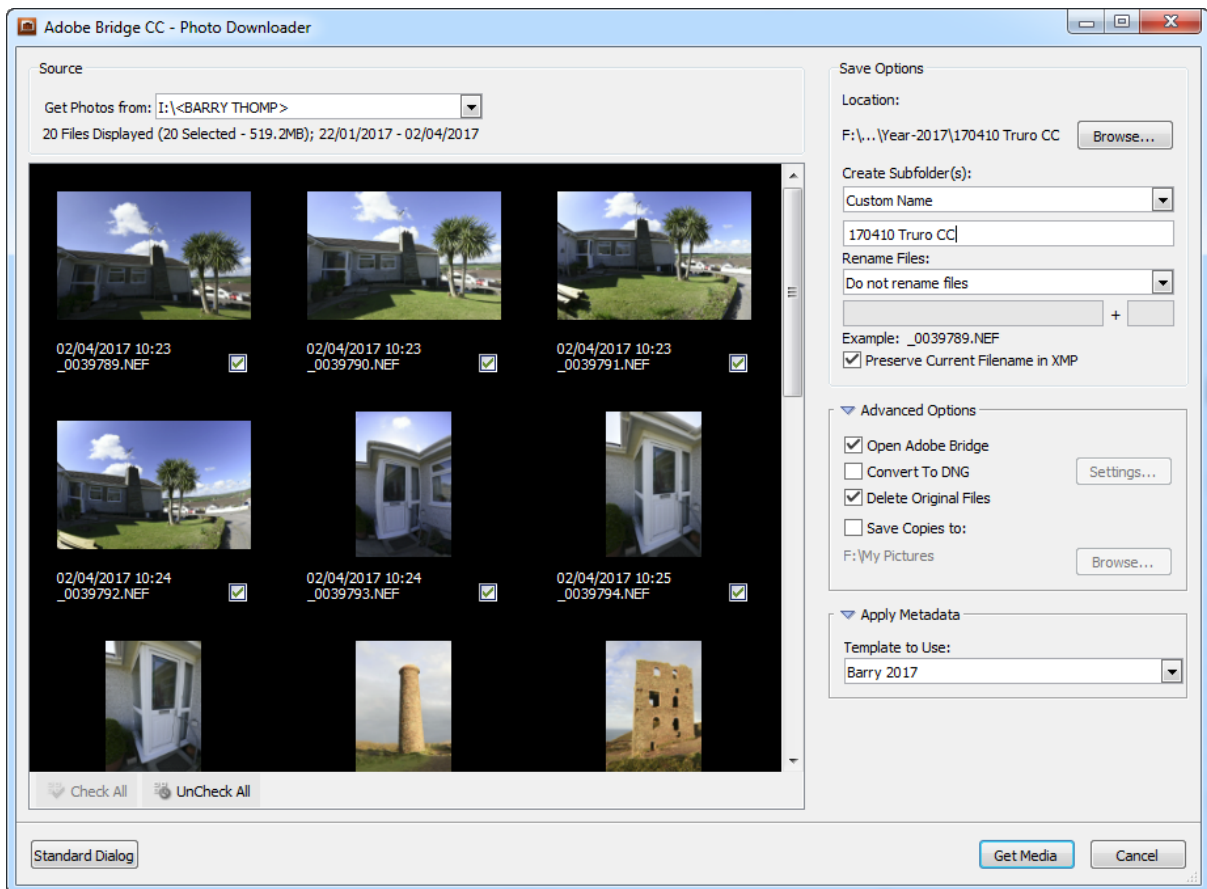 Adobe Bridge CC - Photo Downloader
Source
Get Photos from: I:\<BARRY THOMP>
20 Files Displayed (20 Selected - 519.2MB); 22/01/2017 - 02/04/2017
02/04/2017 10:23
_0039789.NEF
02/04/2017 10:23
_0039790.NEF
02/04/2017 10:23
_0039791.NEF
02/04/2017 10:24
_0039792.NEF
02/04/2017 10:24
_0039793.NEF
02/04/2017 10:25
_0039794.NEF
Check All
UnCheck All
Save Options
Location:
F:\...\Year-2017\170410 Truro CC
Browse...
Create Subfolder(s):
Custom Name
170410 Truro CC
Rename Files:
Do not rename files
+
Example: _0039789.NEF
Preserve Current Filename in XMP
Advanced Options
Open Adobe Bridge
Convert To DNG
Settings...
Delete Original Files
Save Copies to:
F:\My Pictures
Browse...
Apply Metadata
Template to Use:
Barry 2017
Standard Dialog
Get Media
Cancel